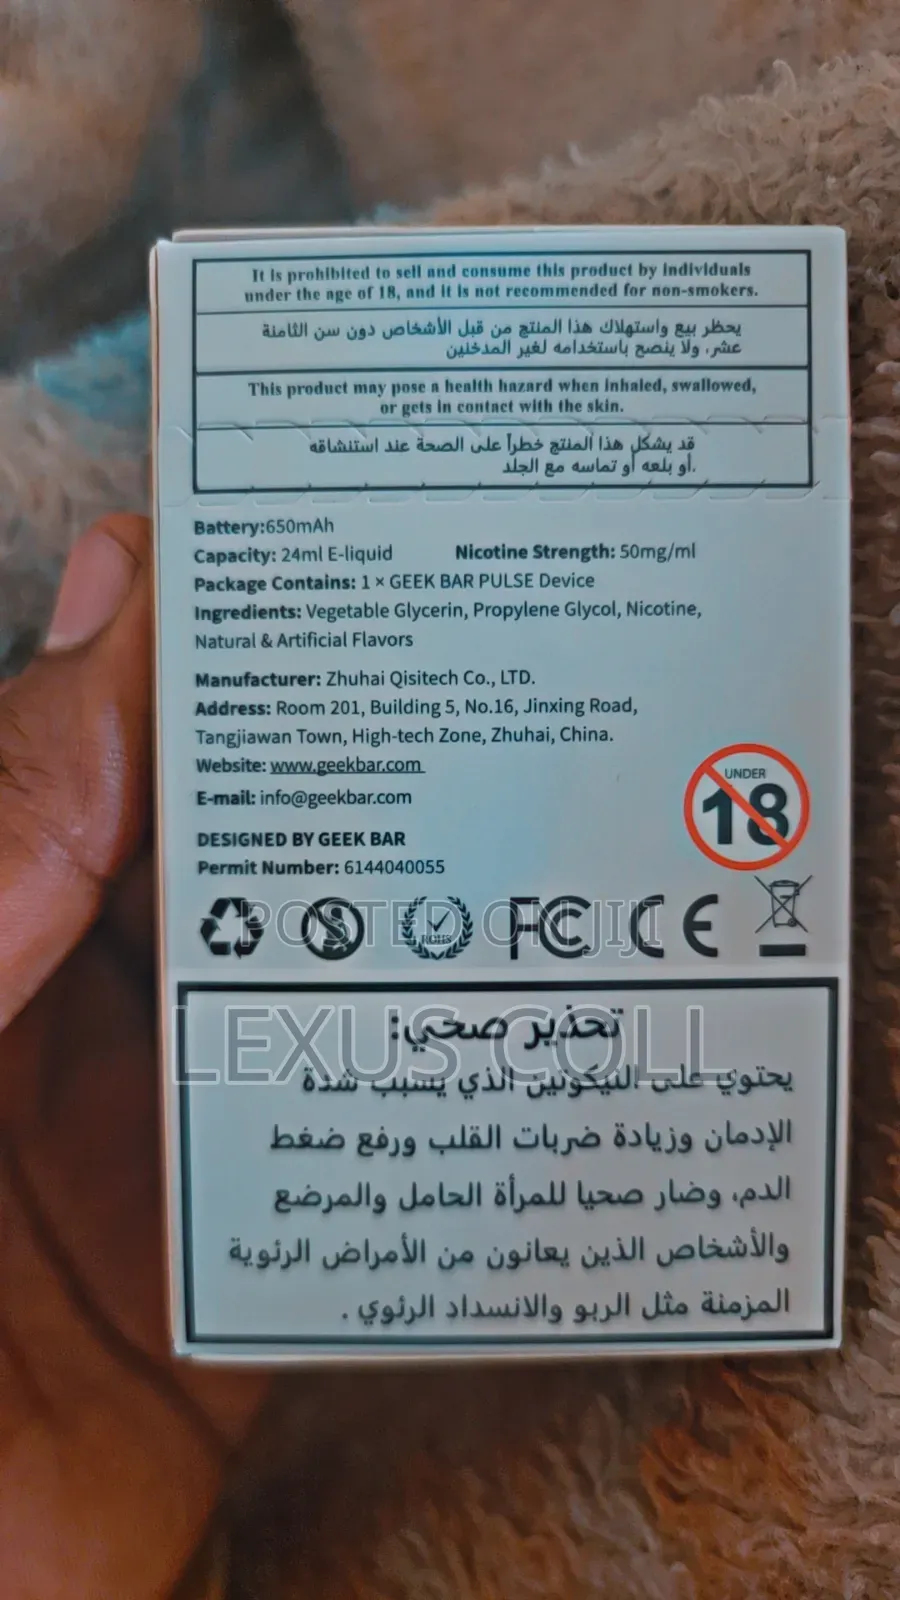 It is prohibited to sell and consume this product by individuals
under the age of 18, and it is not recommended for non-smokers.
يحظر بيع واستهلاك هذا المنتج من قبل الأشخاص دون سن الثامنة
عشر، ولا ينصح باستخدامه لغير المدخنين
This product may pose a health hazard when inhaled, swallowed,
or gets in contact with the skin.
قد يشكل هذا المنتج خطراً على الصحة عند استنشاقه
أو بلعه أو تماسه مع الجلد.
Battery:650mAh
Capacity: 24ml E-liquid Nicotine Strength: 50mg/ml
Package Contains: 1 × GEEK BAR PULSE Device
Ingredients: Vegetable Glycerin, Propylene Glycol, Nicotine,
Natural & Artificial Flavors
Manufacturer: Zhuhai Qisitech Co., LTD.
Address: Room 201, Building 5, No.16, Jinxing Road,
Tangjiawan Town, High-tech Zone, Zhuhai, China.
Website: www.geekbar.com
E-mail: info@geekbar.com
UNDER
18
DESIGNED BY GEEK BAR
Permit Number: 6144040055
ROHS FC CE
POSTED ON JIJI
LEXUS COLL
تحذير صحي:
يحتوي على النيكوتين الذي يسبب شدة
الإدمان وزيادة ضربات القلب ورفع ضغط
الدم، وضار صحيا للمرأة الحامل والمرضع
والأشخاص الذين يعانون من الأمراض الرئوية
المزمنة مثل الربو والانسداد الرئوي .